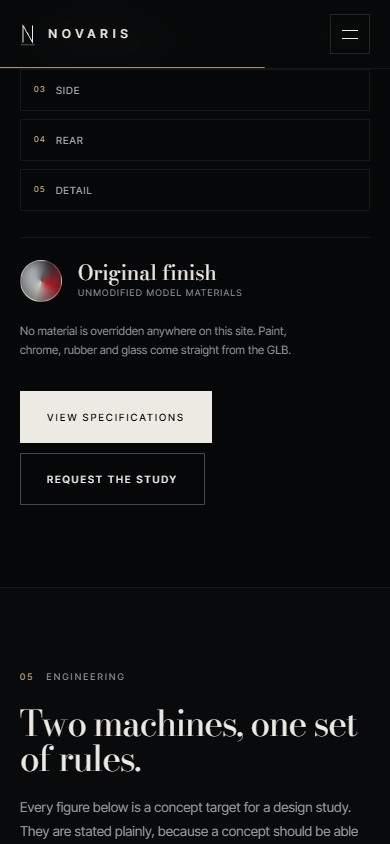 NOVARIS
03 SIDE
04 REAR
05 DETAIL
Original finish
UNMODIFIED MODEL MATERIALS
No material is overridden anywhere on this site. Paint,
chrome, rubber and glass come straight from the GLB.
VIEW SPECIFICATIONS
REQUEST THE STUDY
05 ENGINEERING
Two machines, one set
of rules.
Every figure below is a concept target for a design study.
They are stated plainly, because a concept should be able